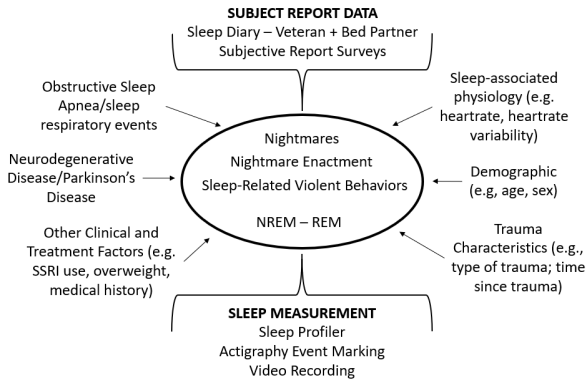 SUBJECT REPORT DATA
Sleep Diary – Veteran + Bed Partner
Subjective Report Surveys
Obstructive Sleep
Apnea/sleep
respiratory events
Neurodegenerative
Disease/Parkinson's
Disease
Other Clinical and
Treatment Factors (e.g.
SSRI use, overweight,
medical history)
Nightmares
Nightmare Enactment
Sleep-Related Violent Behaviors
NREM – REM
Sleep-associated
physiology (e.g.
heartrate, heartrate
variability)
Demographic
(e.g, age, sex)
Trauma
Characteristics (e.g.,
type of trauma; time
since trauma)
SLEEP MEASUREMENT
Sleep Profiler
Actigraphy Event Marking
Video Recording